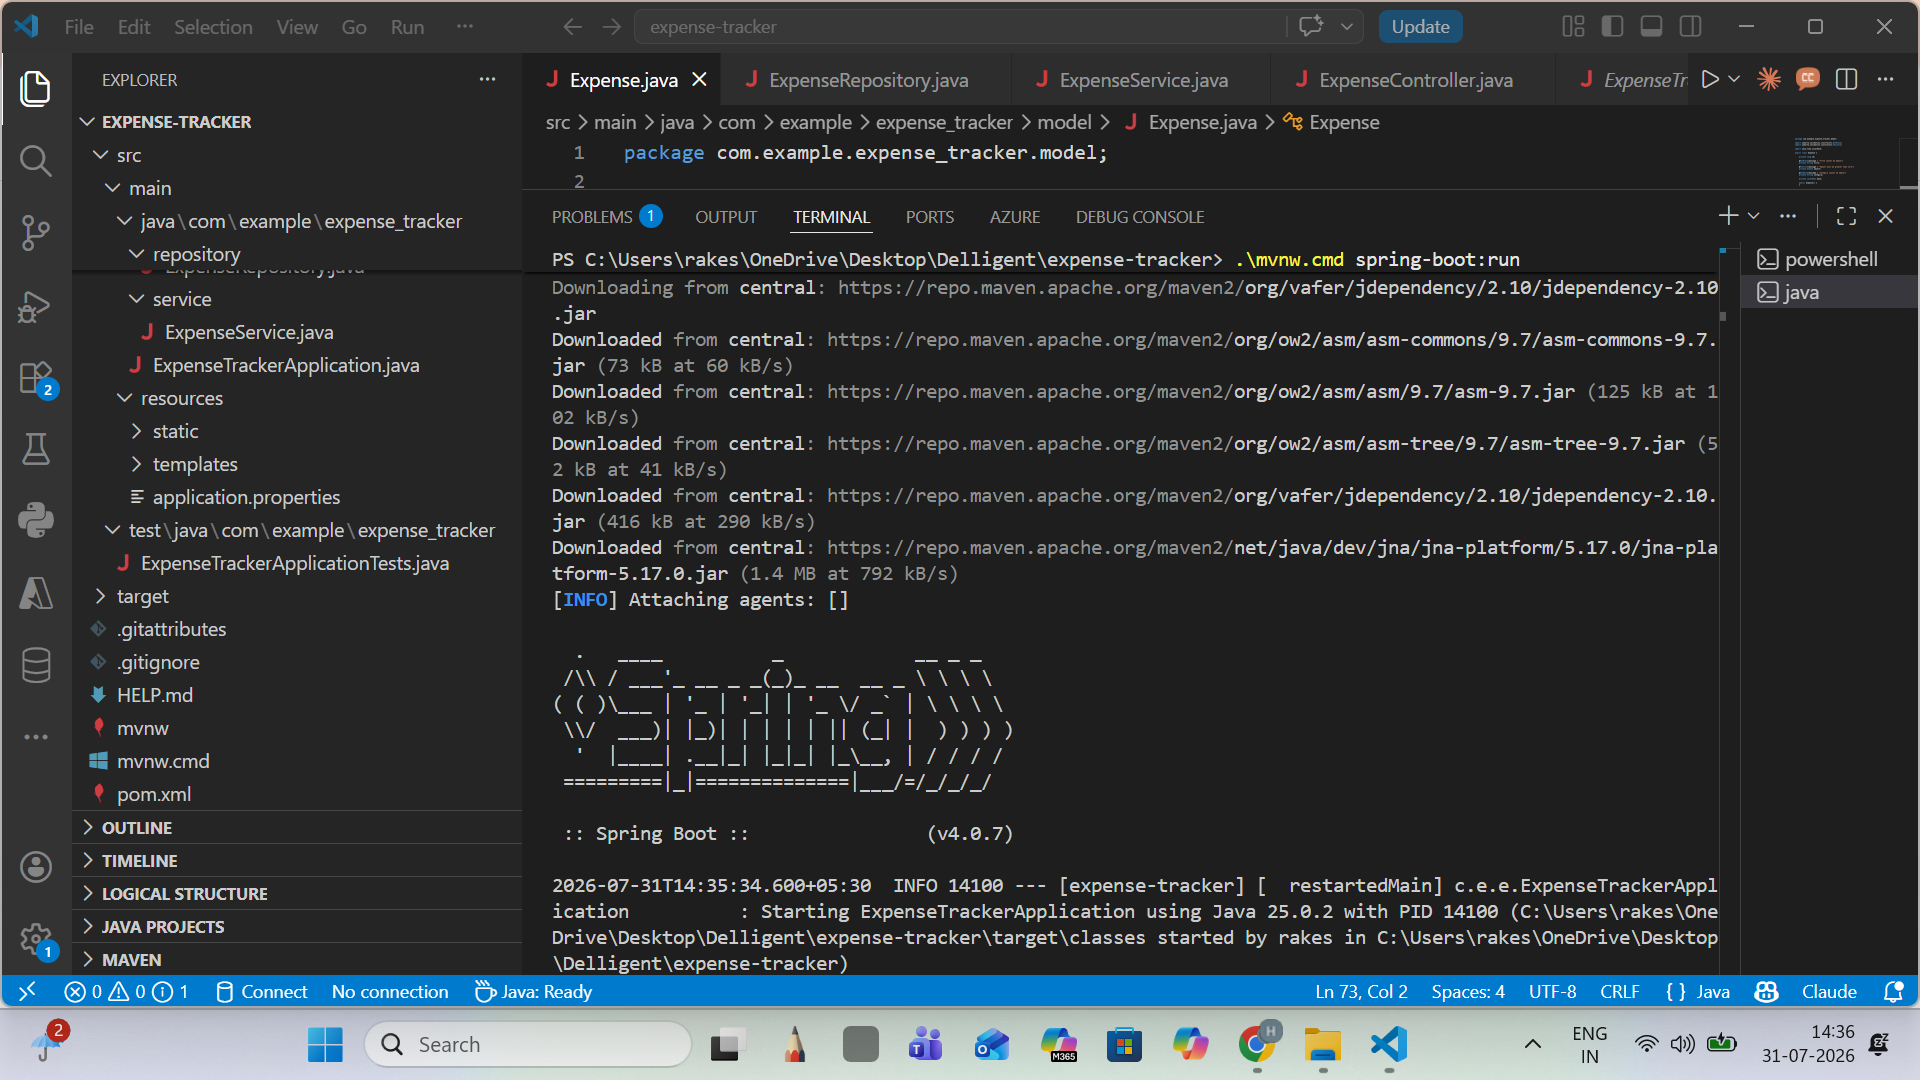 File Edit Selection View Go Run ···
expense-tracker
Update
EXPLORER
EXPENSE-TRACKER
src
main
java\com\example\expense_tracker
repository
service
ExpenseService.java
ExpenseTrackerApplication.java
resources
static
templates
application.properties
test\java\com\example\expense_tracker
ExpenseTrackerApplicationTests.java
target
.gitattributes
.gitignore
HELP.md
mvnw
mvnw.cmd
pom.xml
OUTLINE
TIMELINE
LOGICAL STRUCTURE
JAVA PROJECTS
MAVEN
Expense.java ExpenseRepository.java ExpenseService.java ExpenseController.java ExpenseTr
src > main > java > com > example > expense_tracker > model > Expense.java > Expense
1 package com.example.expense_tracker.model;
2
PROBLEMS 1 OUTPUT TERMINAL PORTS AZURE DEBUG CONSOLE
PS C:\Users\rakes\OneDrive\Desktop\Delligent\expense-tracker> .\mvnw.cmd spring-boot:run
Downloading from central: https://repo.maven.apache.org/maven2/org/vafer/jdependency/2.10/jdependency-2.10
.jar
Downloaded from central: https://repo.maven.apache.org/maven2/org/ow2/asm/asm-commons/9.7/asm-commons-9.7.
jar (73 kB at 60 kB/s)
Downloaded from central: https://repo.maven.apache.org/maven2/org/ow2/asm/asm/9.7/asm-9.7.jar (125 kB at 1
02 kB/s)
Downloaded from central: https://repo.maven.apache.org/maven2/org/ow2/asm/asm-tree/9.7/asm-tree-9.7.jar (5
2 kB at 41 kB/s)
Downloaded from central: https://repo.maven.apache.org/maven2/org/vafer/jdependency/2.10/jdependency-2.10.
jar (416 kB at 290 kB/s)
Downloaded from central: https://repo.maven.apache.org/maven2/net/java/dev/jna/jna-platform/5.17.0/jna-pla
tform-5.17.0.jar (1.4 MB at 792 kB/s)
[INFO] Attaching agents: []
Spring
:: Spring Boot :: (v4.0.7)
2026-07-31T14:35:34.600+05:30 INFO 14100 --- [expense-tracker] [ restartedMain] c.e.e.ExpenseTrackerAppl
ication : Starting ExpenseTrackerApplication using Java 25.0.2 with PID 14100 (C:\Users\rakes\One
Drive\Desktop\Delligent\expense-tracker\target\classes started by rakes in C:\Users\rakes\OneDrive\Desktop
\Delligent\expense-tracker)
powershell
java
2
1
0 0 1 Connect No connection Java: Ready
Ln 73, Col 2 Spaces: 4 UTF-8 CRLF { } Java Claude
2
Search
M365
H
ENG
IN
14:36
31-07-2026